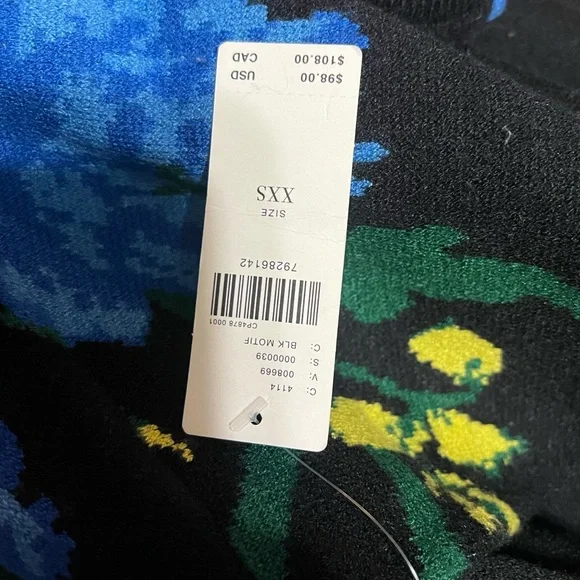 C: 4114
V: 008669
S: 0000039
C: BLK MOTIF
CP4878 0001
79286142
SIZE
XXS
USD $98.00
CAD $108.00